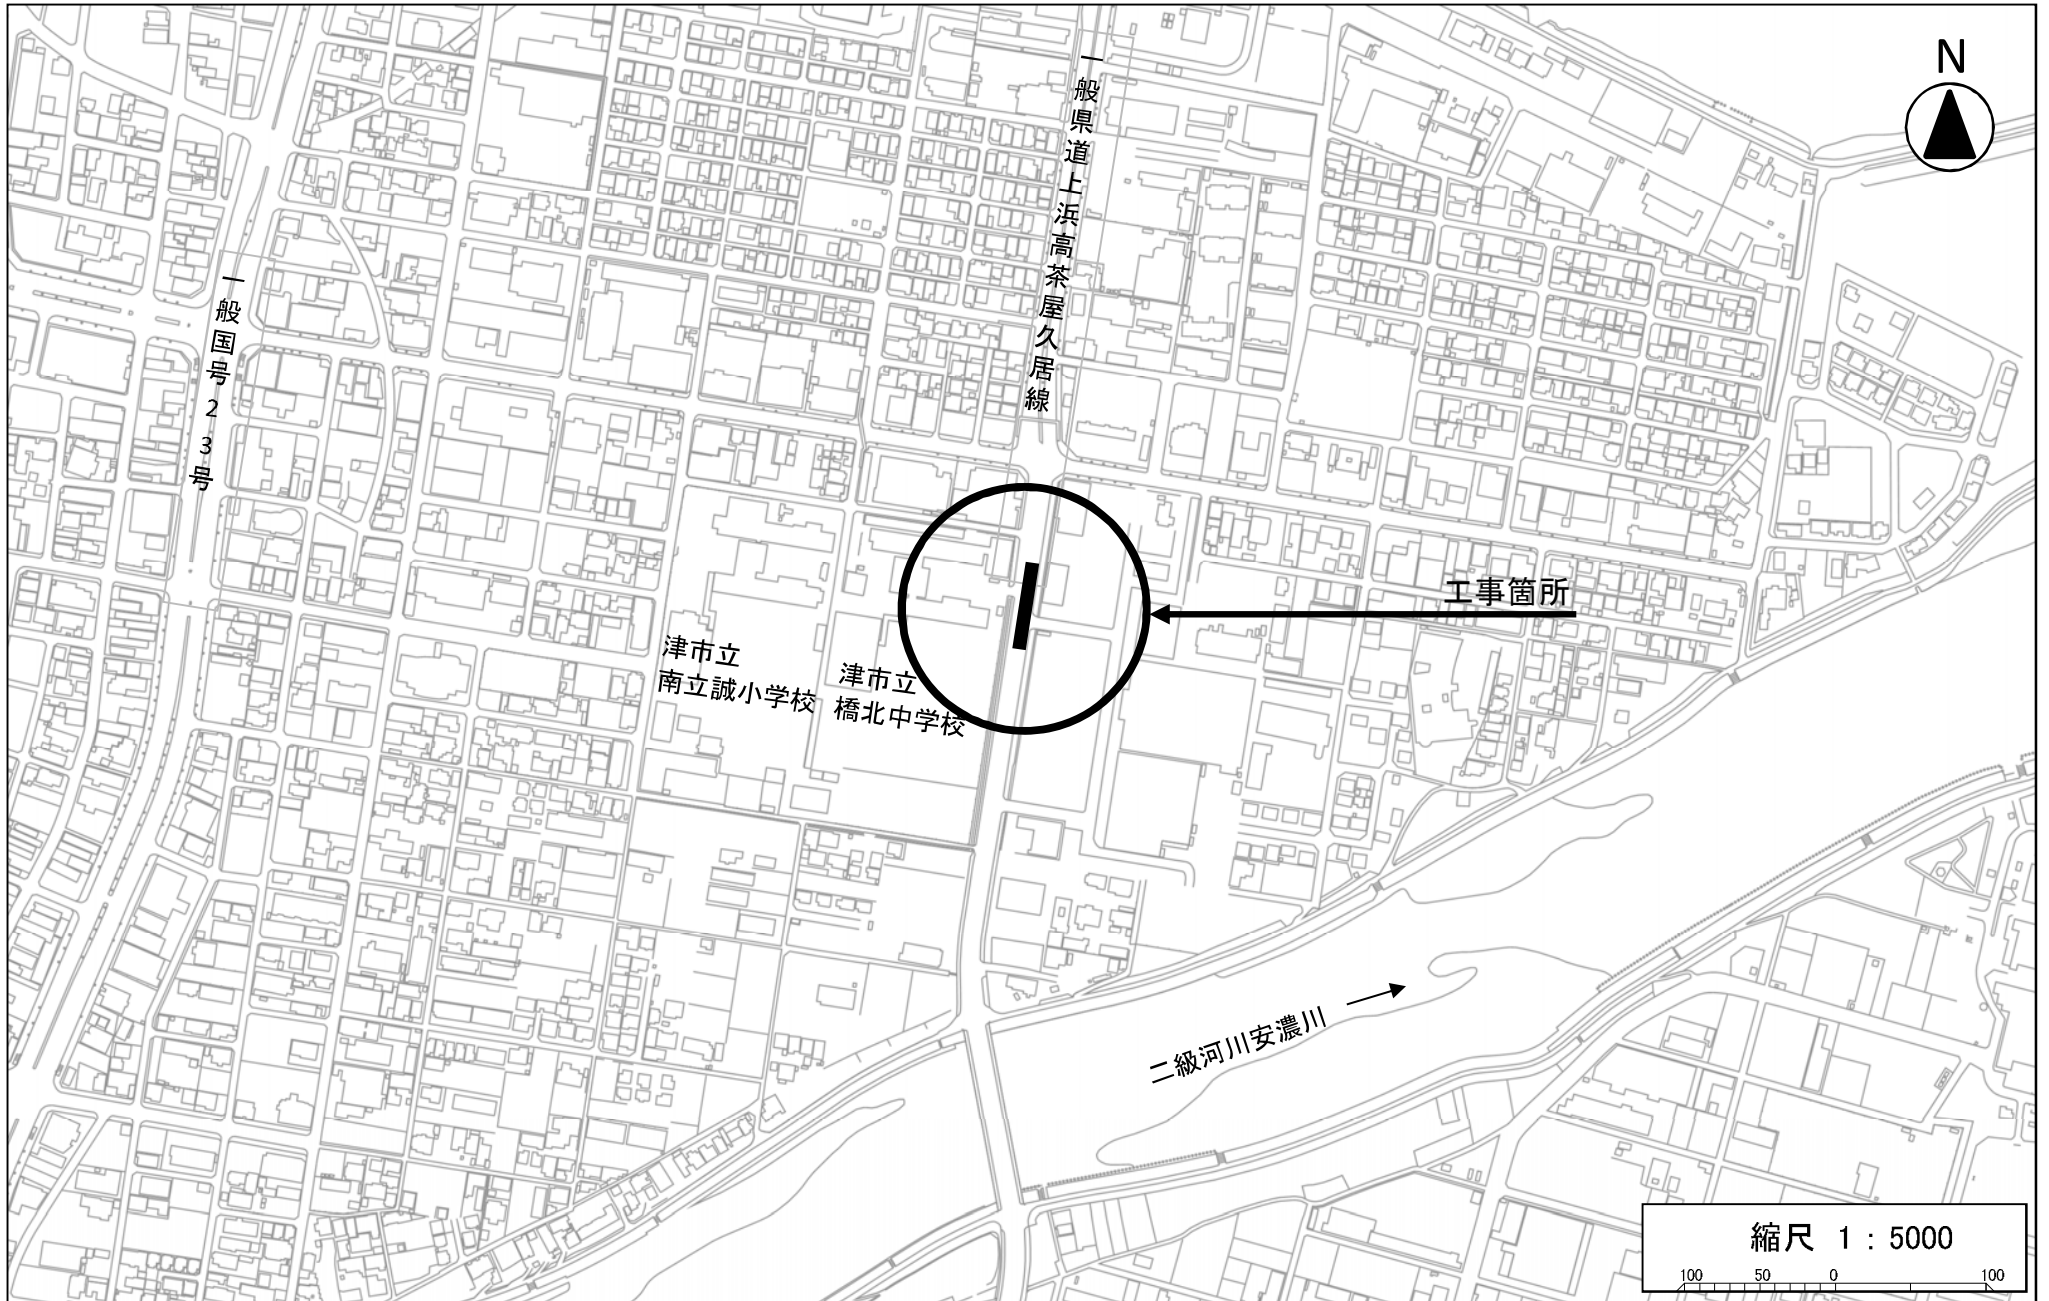 N
一般県道上浜高茶屋久居線
一般国号23号
工事箇所
津市立
南立誠小学校
津市立
橋北中学校
二級河川安濃川
縮尺 1：5000
100 50 0 100